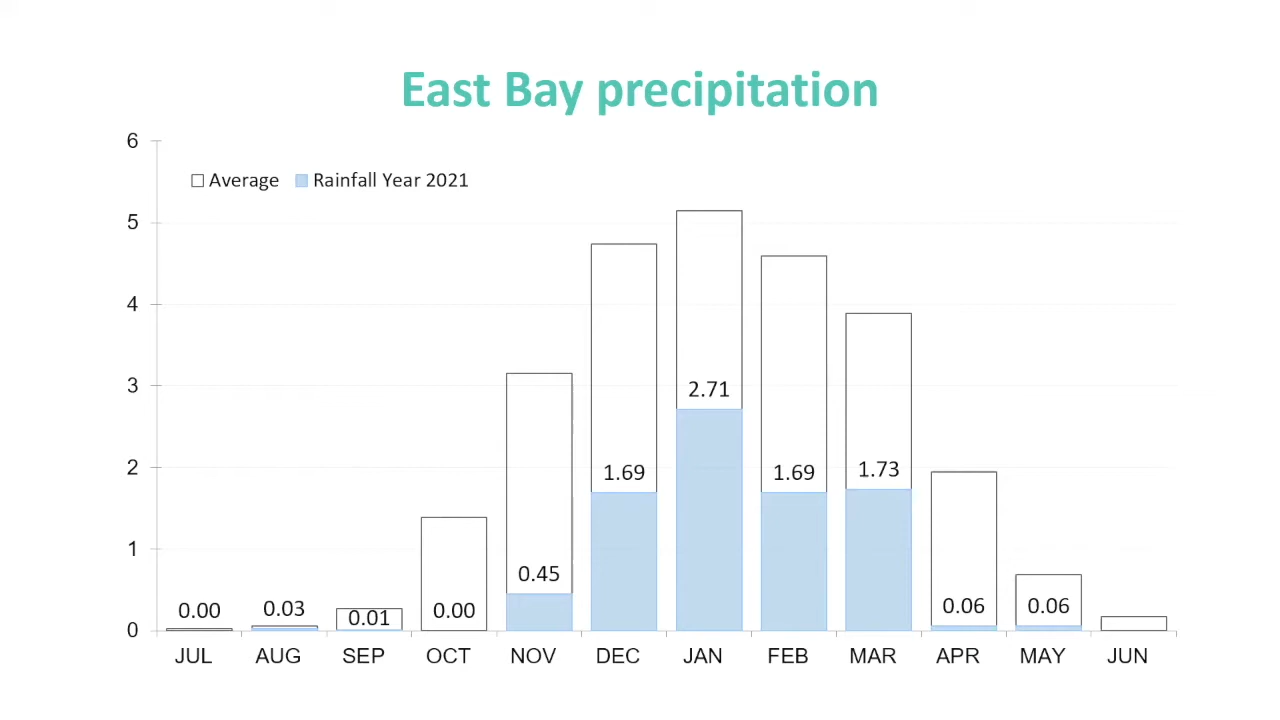 East Bay precipitation
6
Average Rainfall Year 2021
5
4
3
2.71
2
1.69 1.69 1.73
1
0.45
0.00 0.03 0.01 0.00 0.06 0.06
0
JUL AUG SEP OCT NOV DEC JAN FEB MAR APR MAY JUN